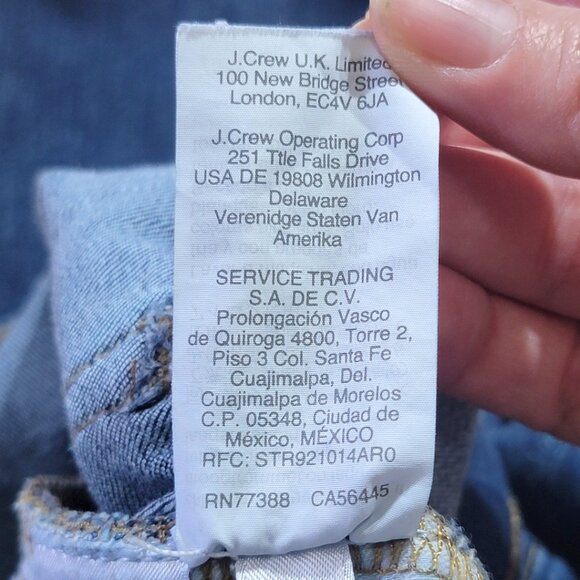 J.Crew U.K. Limited
100 New Bridge Street
London, EC4V 6JA
J.Crew Operating Corp
251 Ttle Falls Drive
USA DE 19808 Wilmington
Delaware
Verenidge Staten Van
Amerika
SERVICE TRADING
S.A. DE C.V.
Prolongación Vasco
de Quiroga 4800, Torre 2,
Piso 3 Col. Santa Fe
Cuajimalpa, Del.
Cuajimalpa de Morelos
C.P. 05348, Ciudad de
México, MÉXICO
RFC: STR921014AR0
RN77388 CA56445